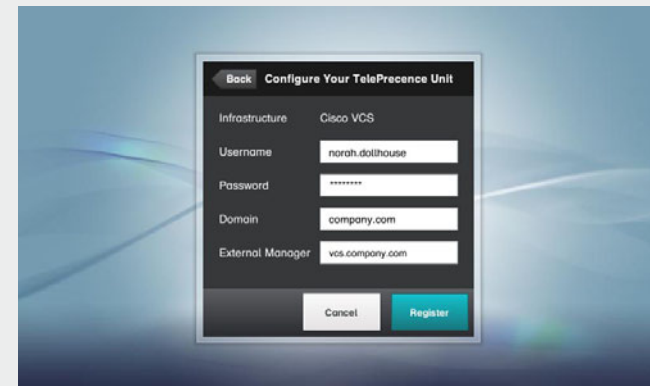 Back Configure Your TelePrecence Unit
Infrastructure Cisco VCS
Username norah.dollhouse
Password ********
Domain company.com
External Manager vcs.company.com
Cancel Register